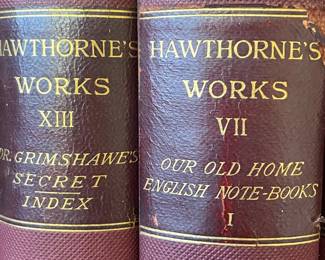 HAWTHORNE'S
WORKS
XIII
DR. GRIMSHAWE'S
SECRET
INDEX
HAWTHORNE'S
WORKS
VII
OUR OLD HOME
ENGLISH NOTE-BOOKS
I